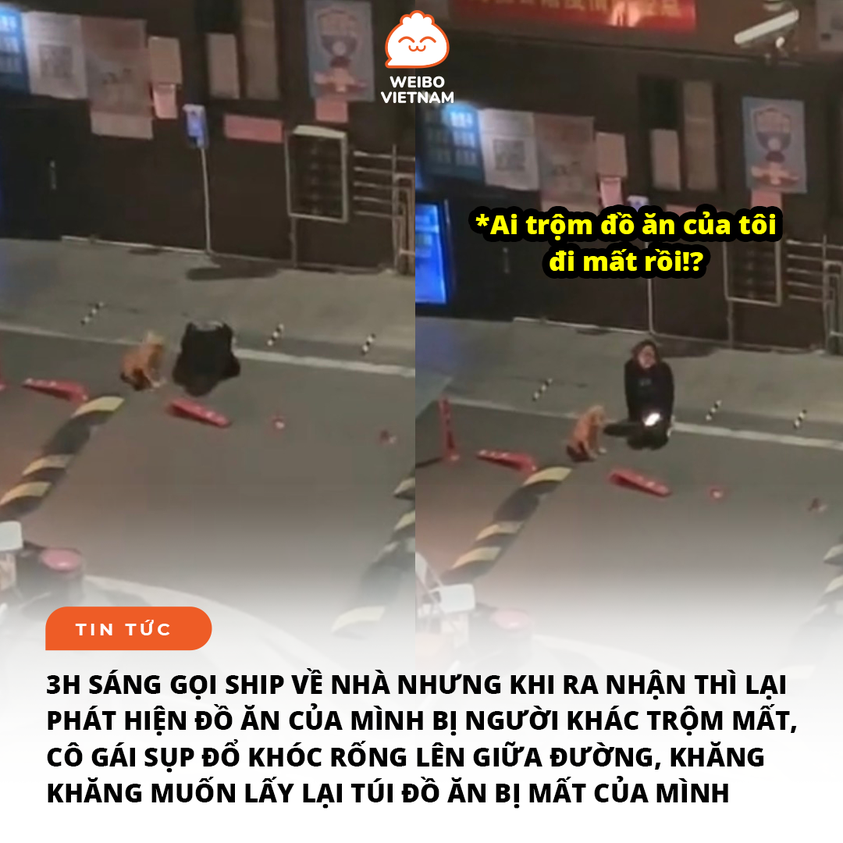 WEIBO
VIETNAM
*Ai trộm đồ ăn của tôi
đi mất rồi!?
TIN TỨC
3H SÁNG GỌI SHIP VỀ NHÀ NHƯNG KHI RA NHẬN THÌ LẠI
PHÁT HIỆN ĐỒ ĂN CỦA MÌNH BỊ NGƯỜI KHÁC TRỘM MẤT,
CÔ GÁI SỤP ĐỔ KHÓC RỐNG LÊN GIỮA ĐƯỜNG, KHĂNG
KHĂNG MUỐN LẤY LẠI TÚI ĐỒ ĂN BỊ MẤT CỦA MÌNH